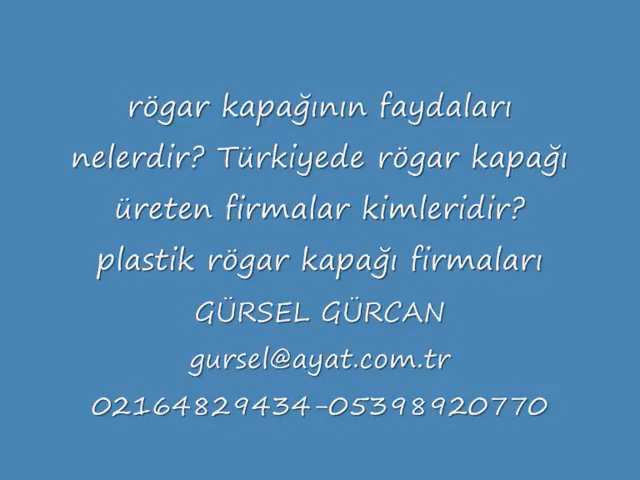 rögar kapağının faydaları
nelerdir? Türkiyede rögar kapağı
üreten firmalar kimleridir?
plastik rögar kapağı firmaları
GÜRSEL GÜRCAN
gursel@ayat.com.tr
02164829434-05398920770